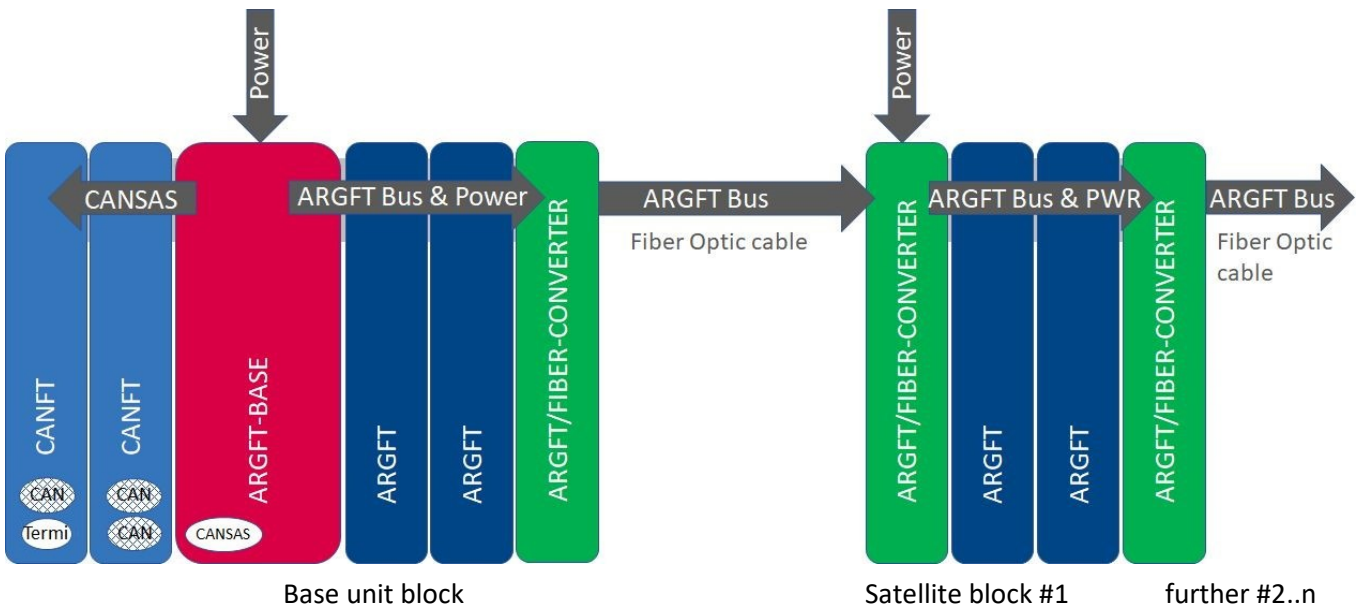 Power
Power
CANSAS
ARGFT Bus & Power
ARGFT Bus
ARGFT Bus & PWR
ARGFT Bus
Fiber Optic cable
Fiber Optic
cable
CANFT
CANFT
ARGFT-BASE
ARGFT
ARGFT
ARGFT/FIBER-CONVERTER
ARGFT/FIBER-CONVERTER
ARGFT
ARGFT
ARGFT/FIBER-CONVERTER
CAN
CAN
Termi
CAN
CANSAS
Base unit block
Satellite block #1
further #2..n